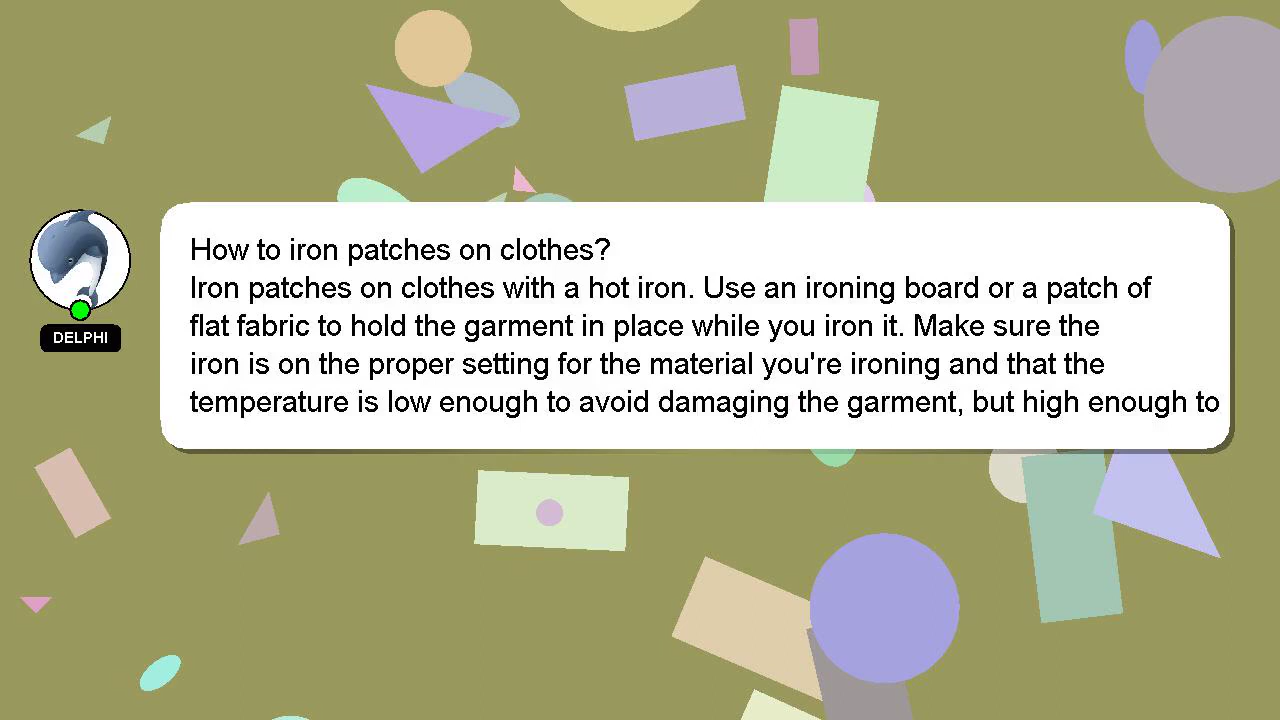 How to iron patches on clothes?
Iron patches on clothes with a hot iron. Use an ironing board or a patch of
flat fabric to hold the garment in place while you iron it. Make sure the
iron is on the proper setting for the material you're ironing and that the
temperature is low enough to avoid damaging the garment, but high enough to
DELPHI